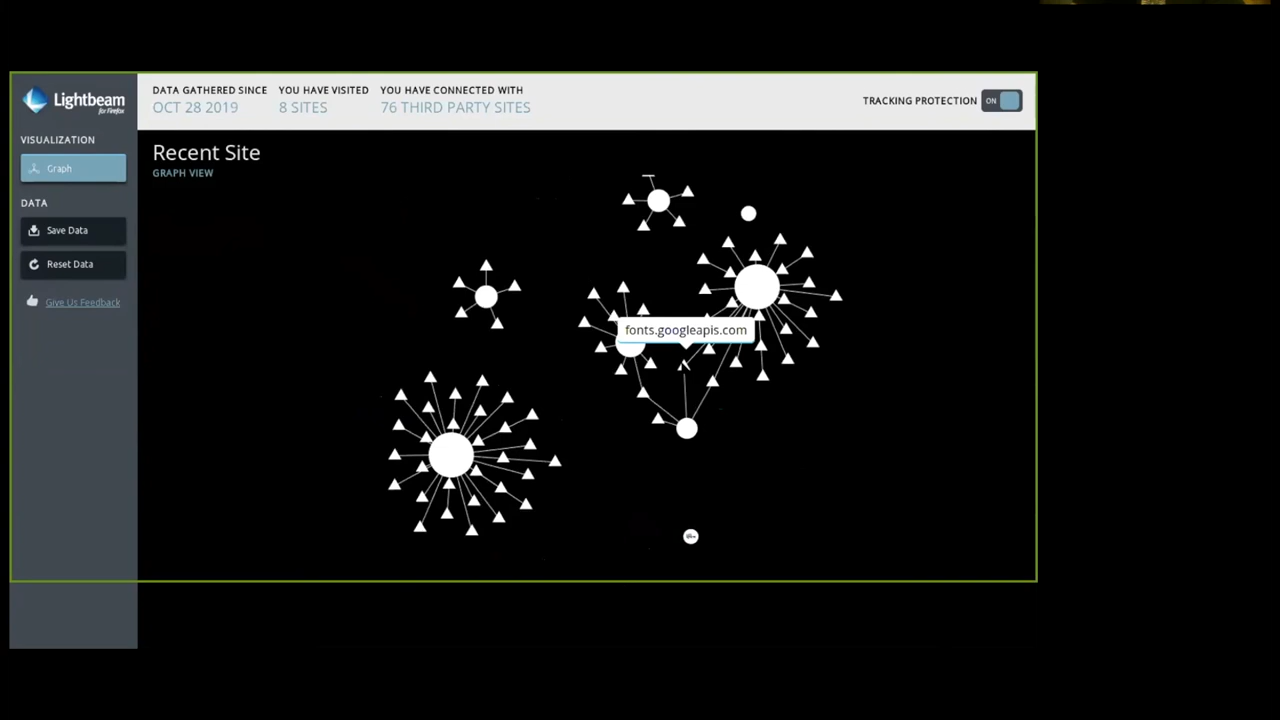 Lightbeam
for Firefox
DATA GATHERED SINCE
OCT 28 2019
YOU HAVE VISITED
8 SITES
YOU HAVE CONNECTED WITH
76 THIRD PARTY SITES
TRACKING PROTECTION
ON
VISUALIZATION
Graph
DATA
Save Data
Reset Data
Give Us Feedback
Recent Site
GRAPH VIEW
fonts.googleapis.com